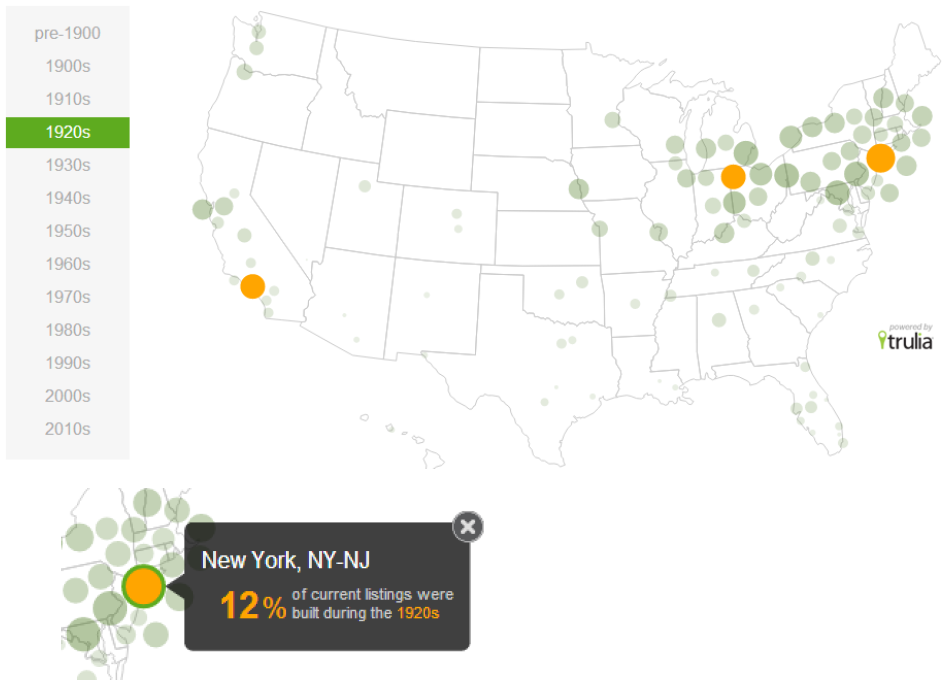 pre-1900
1900s
1910s
1920s
1930s
1940s
1950s
1960s
1970s
1980s
1990s
2000s
2010s
powered by
trulia
New York, NY-NJ
12% of current listings were
built during the 1920s